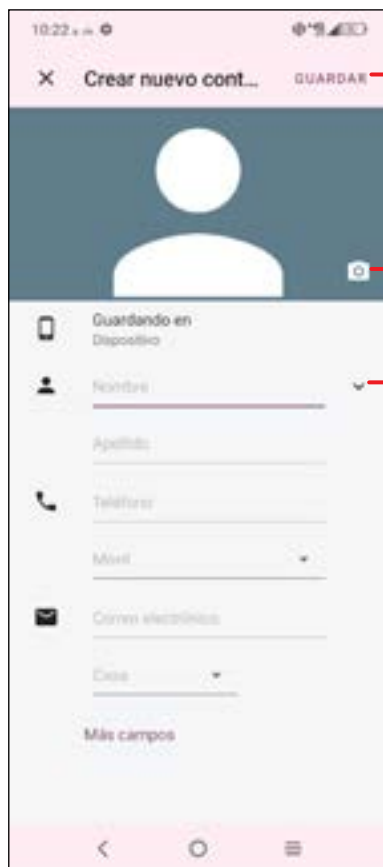 10:22 a. m.
Crear nuevo cont... GUARDAR
Guardando en
Dispositivo
Nombre
Apellido
Teléfono
Móvil
Correo electrónico
Casa
Más campos